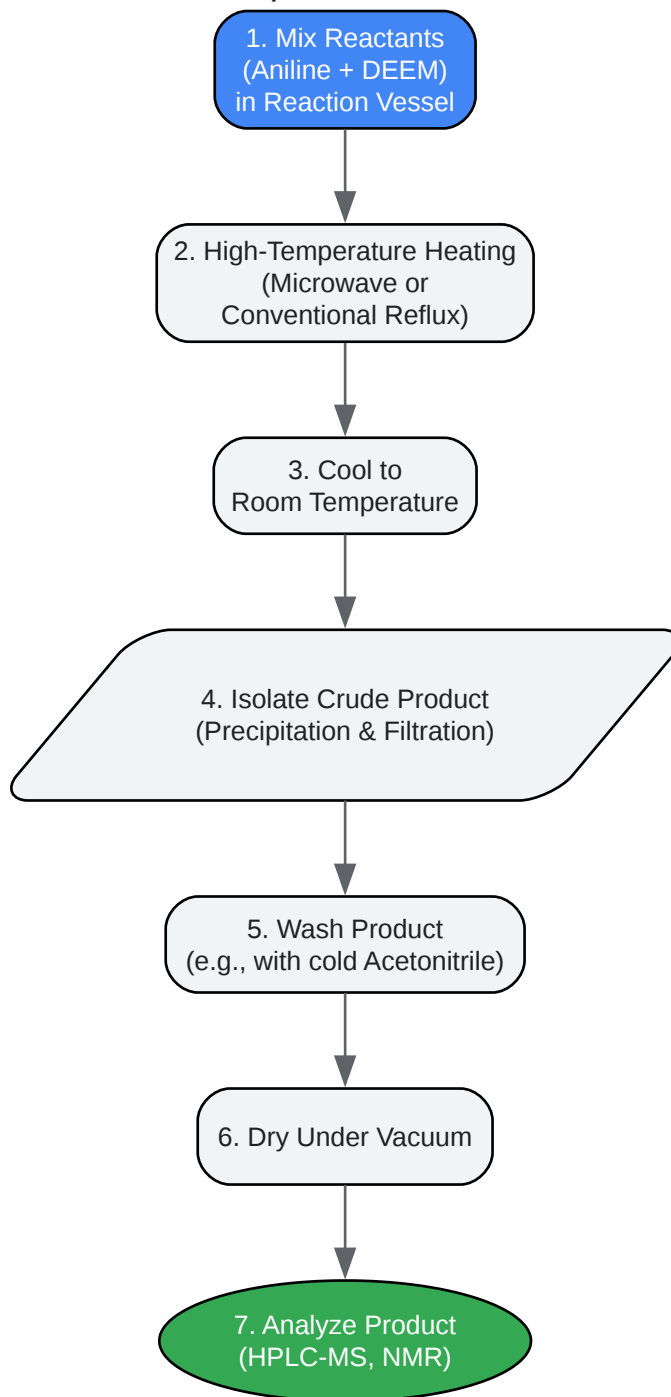 1. Mix Reactants
(Aniline + DEEM)
in Reaction Vessel
2. High-Temperature Heating
(Microwave or
Conventional Reflux)
3. Cool to
Room Temperature
4. Isolate Crude Product
(Precipitation & Filtration)
5. Wash Product
(e.g., with cold Acetonitrile)
6. Dry Under Vacuum
7. Analyze Product
(HPLC-MS, NMR)